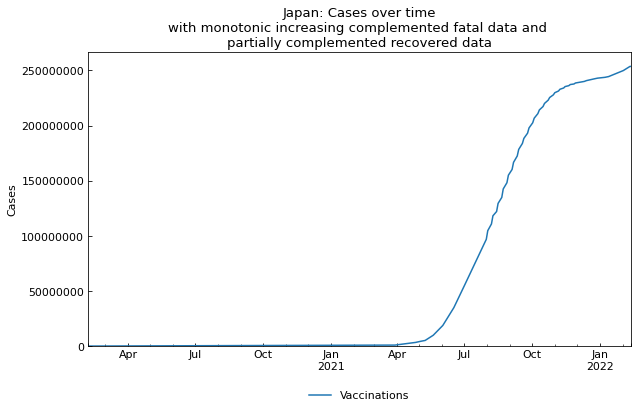 Japan: Cases over time
with monotonic increasing complemented fatal data and
partially complemented recovered data
250000000
200000000
150000000
100000000
50000000
0
Cases
Apr Jul Oct Jan Apr Jul Oct Jan
2021 2022
Vaccinations